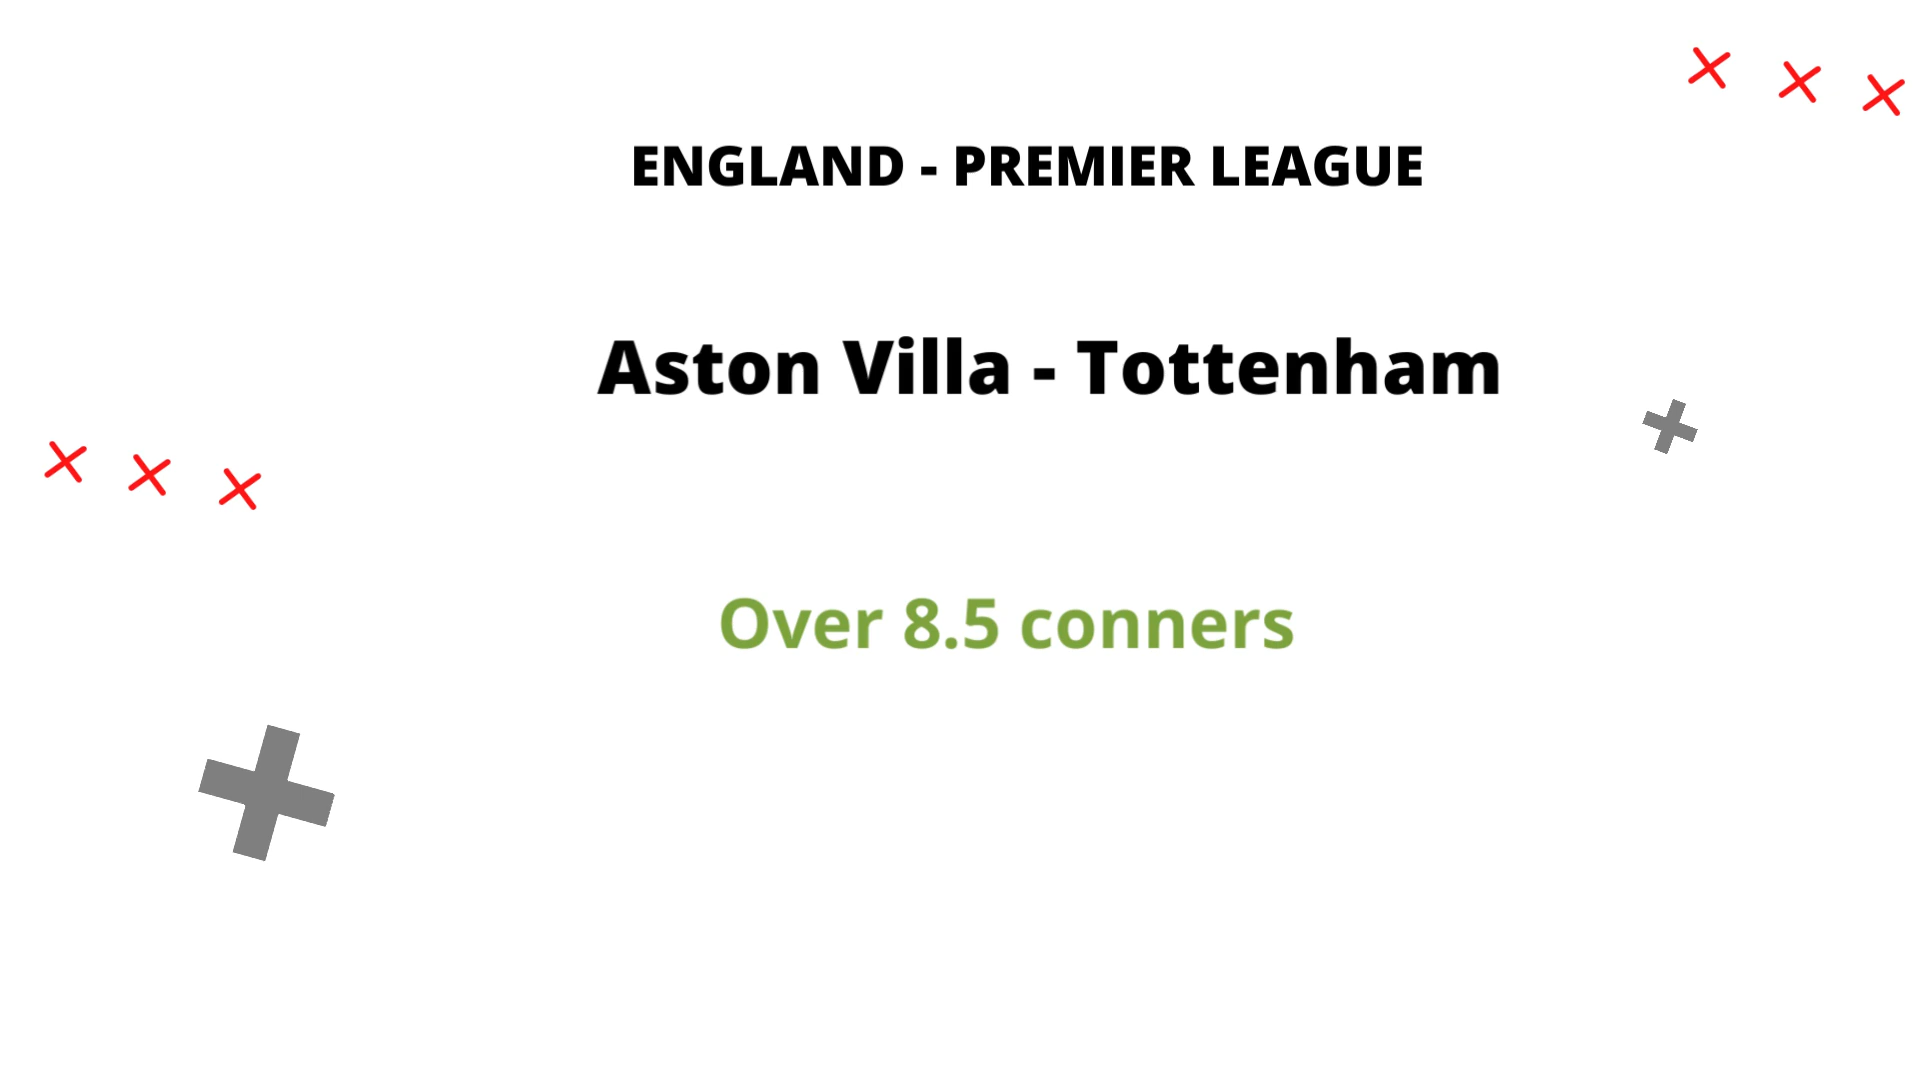 ENGLAND - PREMIER LEAGUE
Aston Villa - Tottenham
Over 8.5 conners